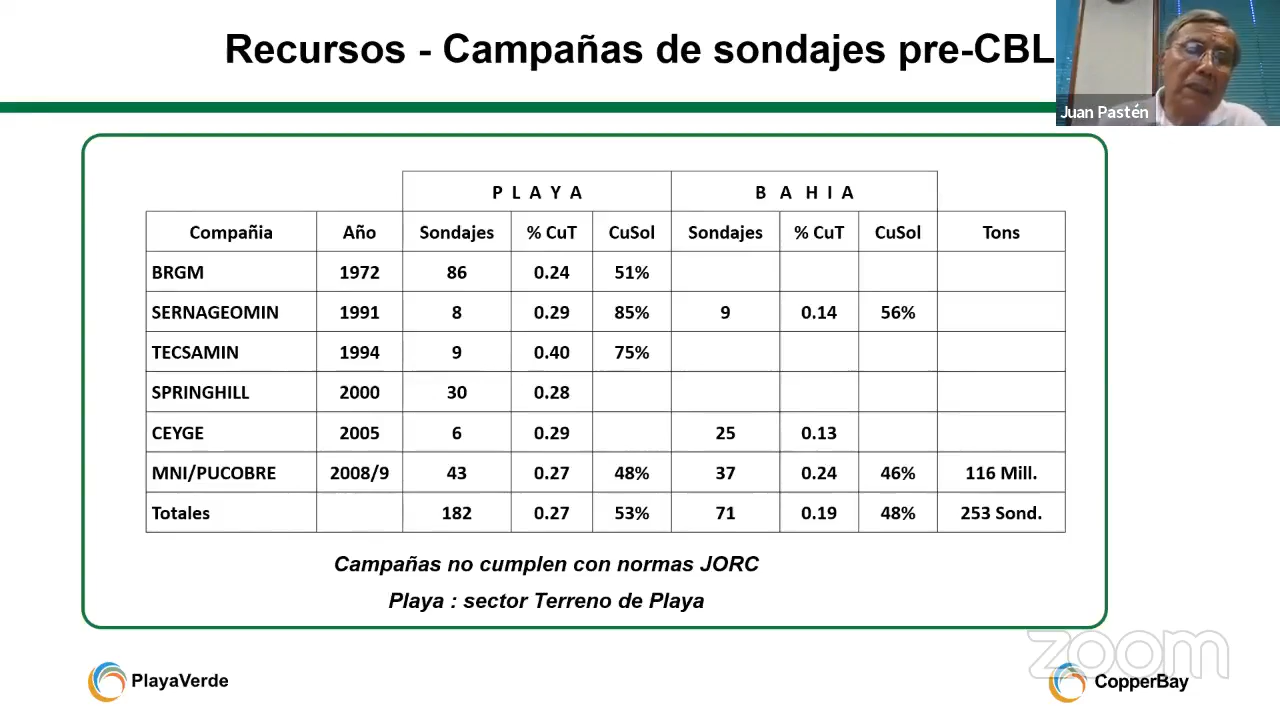 Recursos - Campañas de sondajes pre-CBL
Juan Pastén
P L A Y A B A H I A
Compañia Año Sondajes % CuT CuSol Sondajes % CuT CuSol Tons
BRGM 1972 86 0.24 51%
SERNAGEOMIN 1991 8 0.29 85% 9 0.14 56%
TECSAMIN 1994 9 0.40 75%
SPRINGHILL 2000 30 0.28
CEYGE 2005 6 0.29 25 0.13
MNI/PUCOBRE 2008/9 43 0.27 48% 37 0.24 46% 116 Mill.
Totales 182 0.27 53% 71 0.19 48% 253 Sond.
Campañas no cumplen con normas JORC
Playa : sector Terreno de Playa
zoom
PlayaVerde CopperBay